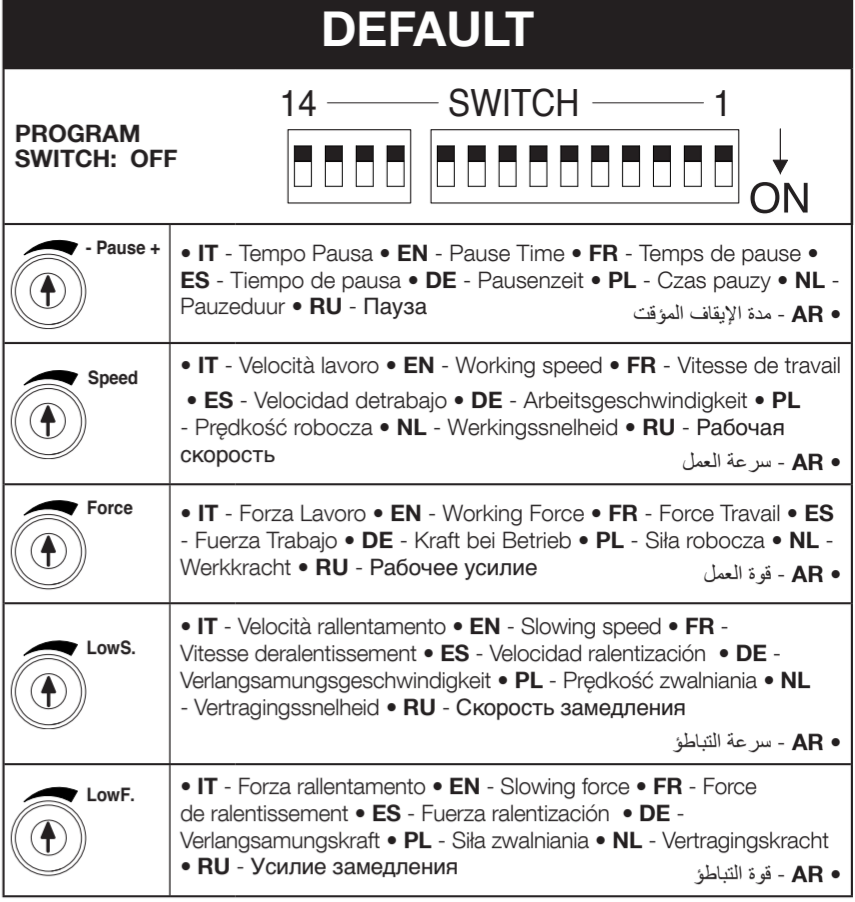 DEFAULT
PROGRAM
SWITCH: OFF
14 SWITCH 1
ON
- Pause +
• IT - Tempo Pausa • EN - Pause Time • FR - Temps de pause •
ES - Tiempo de pausa • DE - Pausenzeit • PL - Czas pauzy • NL -
Pauzeduur • RU - Пауза
• AR - مدة الإيقاف المؤقت
Speed
• IT - Velocità lavoro • EN - Working speed • FR - Vitesse de travail
• ES - Velocidad detrabajo • DE - Arbeitsgeschwindigkeit • PL
- Prędkość robocza • NL - Werkingssnelheid • RU - Рабочая
скорость
• AR - سرعة العمل
Force
• IT - Forza Lavoro • EN - Working Force • FR - Force Travail • ES
- Fuerza Trabajo • DE - Kraft bei Betrieb • PL - Siła robocza • NL -
Werkkracht • RU - Рабочее усилие
• AR - قوة العمل
LowS.
• IT - Velocità rallentamento • EN - Slowing speed • FR -
Vitesse deralentissement • ES - Velocidad ralentización • DE -
Verlangsamungsgeschwindigkeit • PL - Prędkość zwalniania • NL
- Vertragingssnelheid • RU - Скорость замедления
• AR - سرعة التباطؤ
LowF.
• IT - Forza rallentamento • EN - Slowing force • FR - Force
de ralentissement • ES - Fuerza ralentización • DE -
Verlangsamungskraft • PL - Siła zwalniania • NL - Vertragingskracht
• RU - Усилие замедления
• AR - قوة التباطؤ